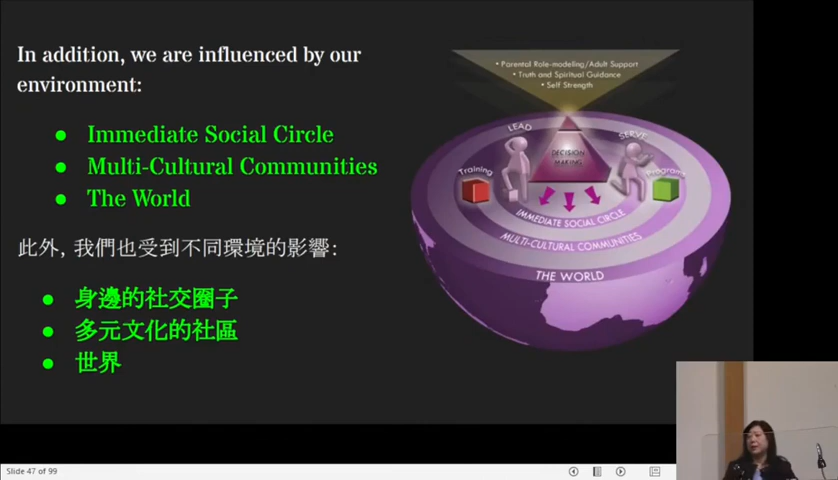 In addition, we are influenced by our
environment:
● Immediate Social Circle
● Multi-Cultural Communities
● The World
此外, 我們也受到不同環境的影響:
● 身邊的社交圈子
● 多元文化的社區
● 世界
• Parental Role-modeling/Adult Support
• Truth and Spiritual Guidance
• Self Strength
LEAD
SERVE
DECISION
MAKING
Training
Programs
IMMEDIATE SOCIAL CIRCLE
MULTI-CULTURAL COMMUNITIES
THE WORLD
Slide 47 of 99